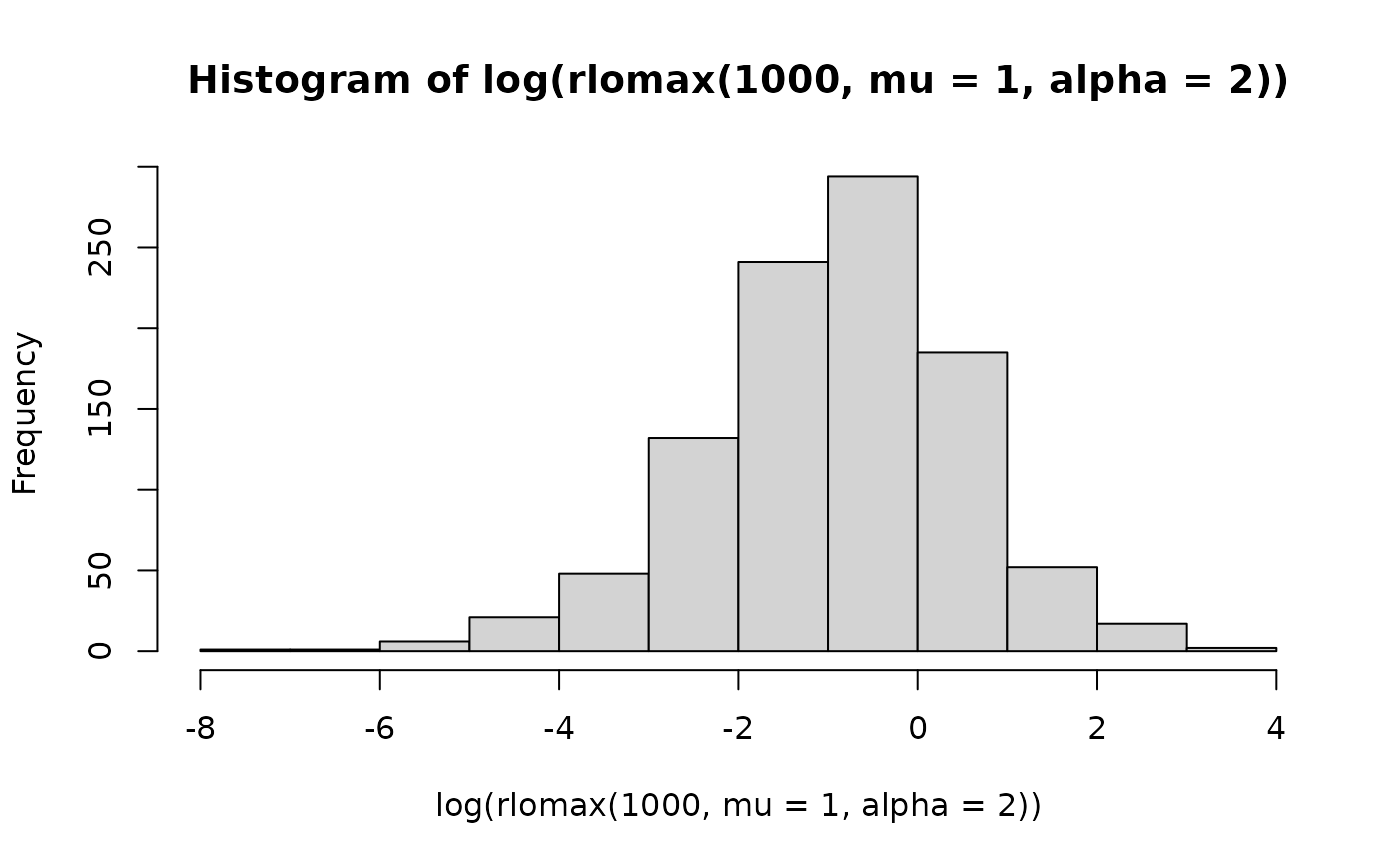 Histogram of log(rlomax(1000, mu = 1, alpha = 2))
Frequency
250
150
50
0
-8 -6 -4 -2 0 2 4
log(rlomax(1000, mu = 1, alpha = 2))